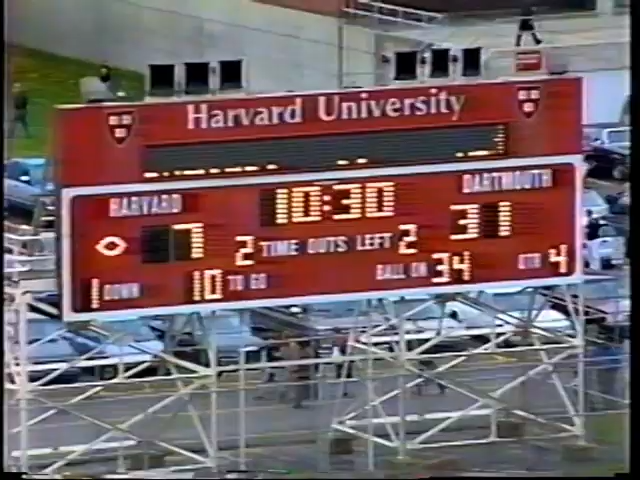 Harvard University
HARVARD 10:30 DARTMOUTH
7 31
2 TIME OUTS LEFT 2
1 DOWN 10 TO GO BALL ON 34 QTR 4